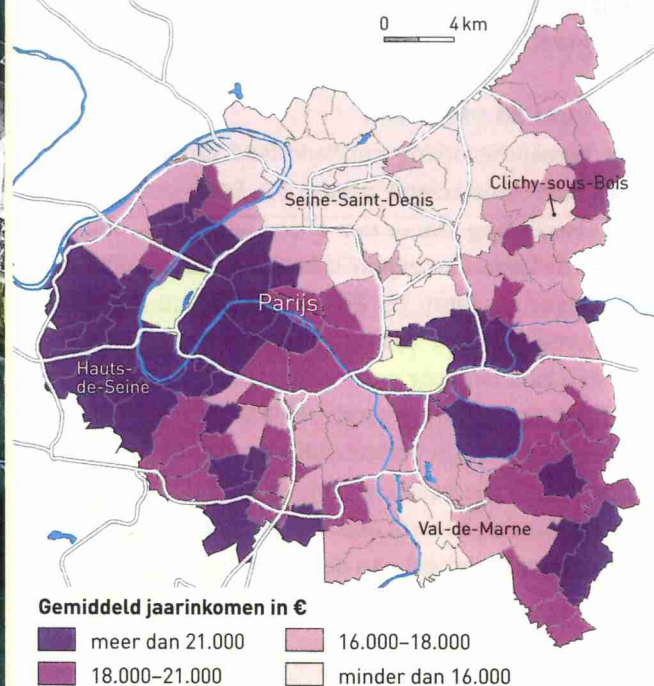 0 4 km
Clichy-sous-Bois
Seine-Saint-Denis
Parijs
Hauts-
de-Seine
Val-de-Marne
Gemiddeld jaarinkomen in €
meer dan 21.000
18.000–21.000
16.000–18.000
minder dan 16.000